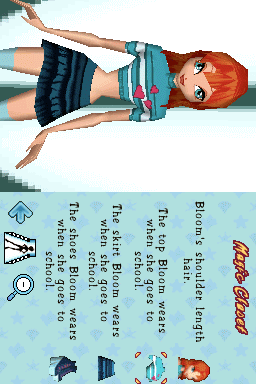 Magic Closet
Bloom's shoulder length
hair.
The top Bloom wears
when she goes to
school.
The skirt Bloom wears
when she goes to
school.
The shoes Bloom wears
when she goes to
school.